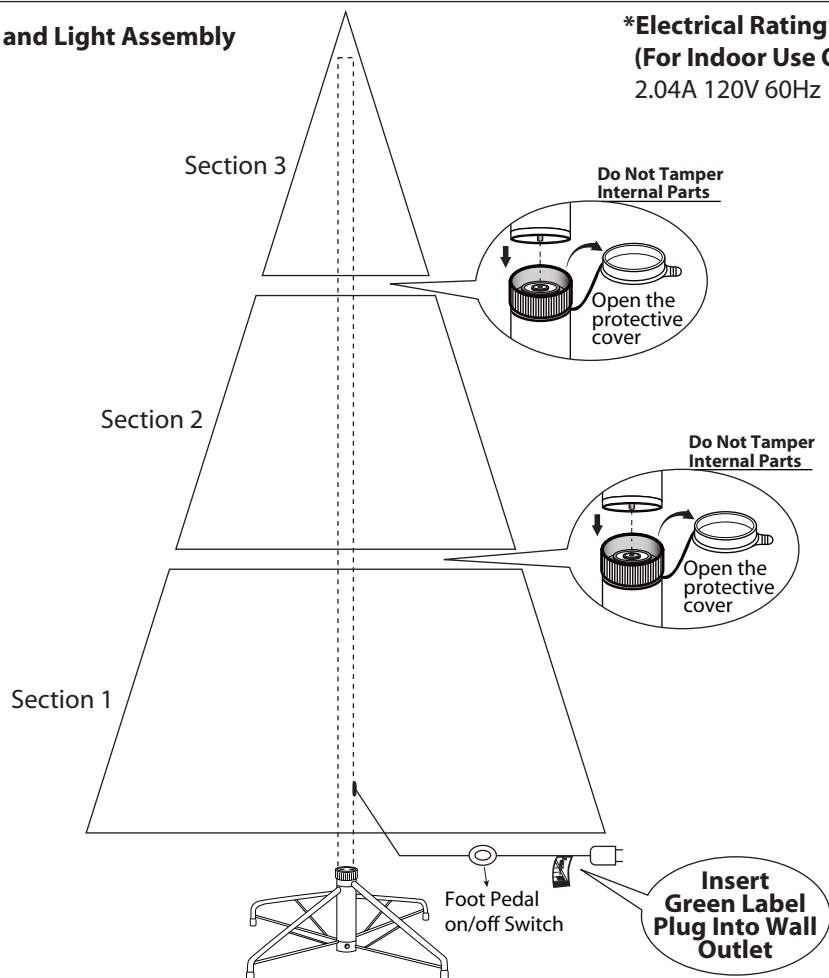 and Light Assembly
*Electrical Rating
(For Indoor Use
2.04A 120V 60Hz
Section 3
Do Not Tamper
Internal Parts
Open the
protective
cover
Section 2
Do Not Tamper
Internal Parts
Open the
protective
cover
Section 1
Foot Pedal
on/off Switch
Insert
Green Label
Plug Into Wall
Outlet